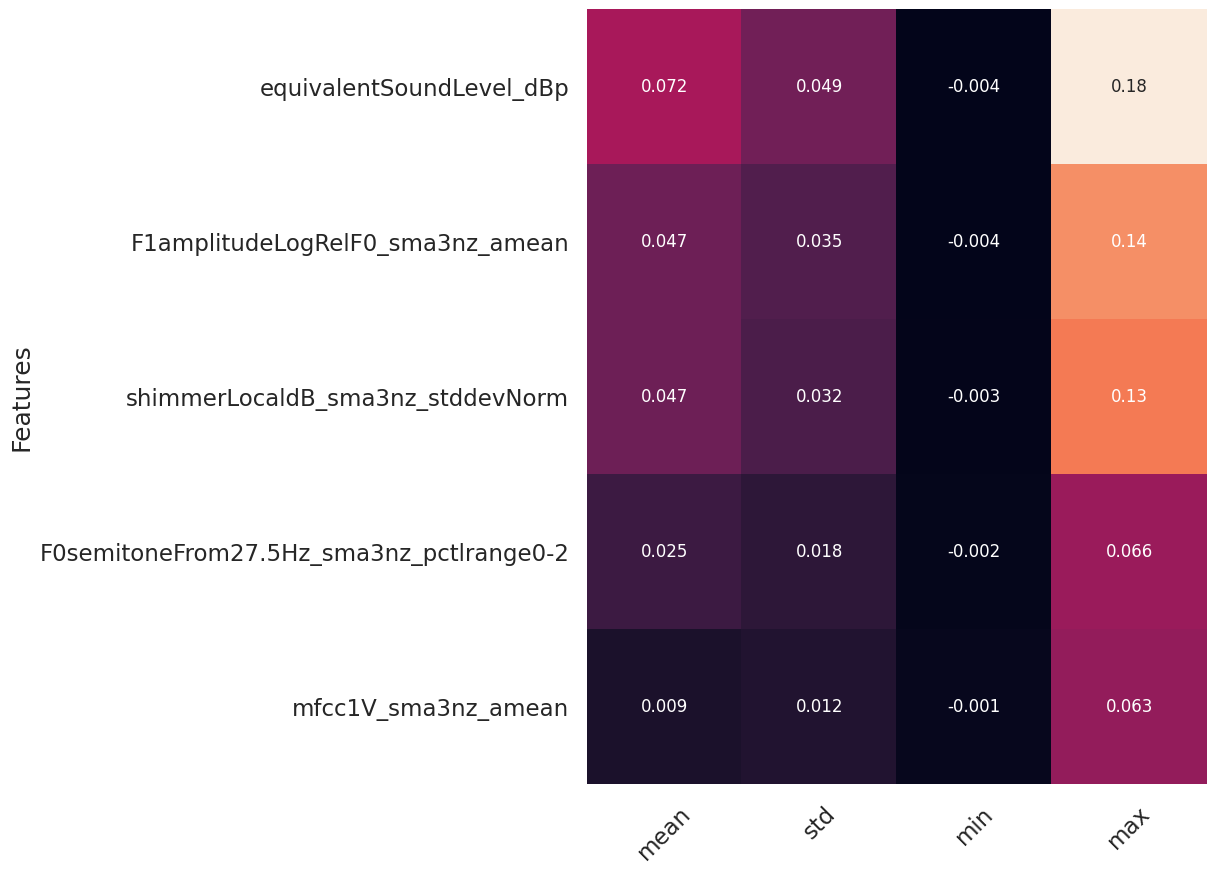 Features
equivalentSoundLevel_dBp 0.072 0.049 -0.004 0.18
F1amplitudeLogRelF0_sma3nz_amean 0.047 0.035 -0.004 0.14
shimmerLocaldB_sma3nz_stddevNorm 0.047 0.032 -0.003 0.13
F0semitoneFrom27.5Hz_sma3nz_pctlrange0-2 0.025 0.018 -0.002 0.066
mfcc1V_sma3nz_amean 0.009 0.012 -0.001 0.063
mean std min max